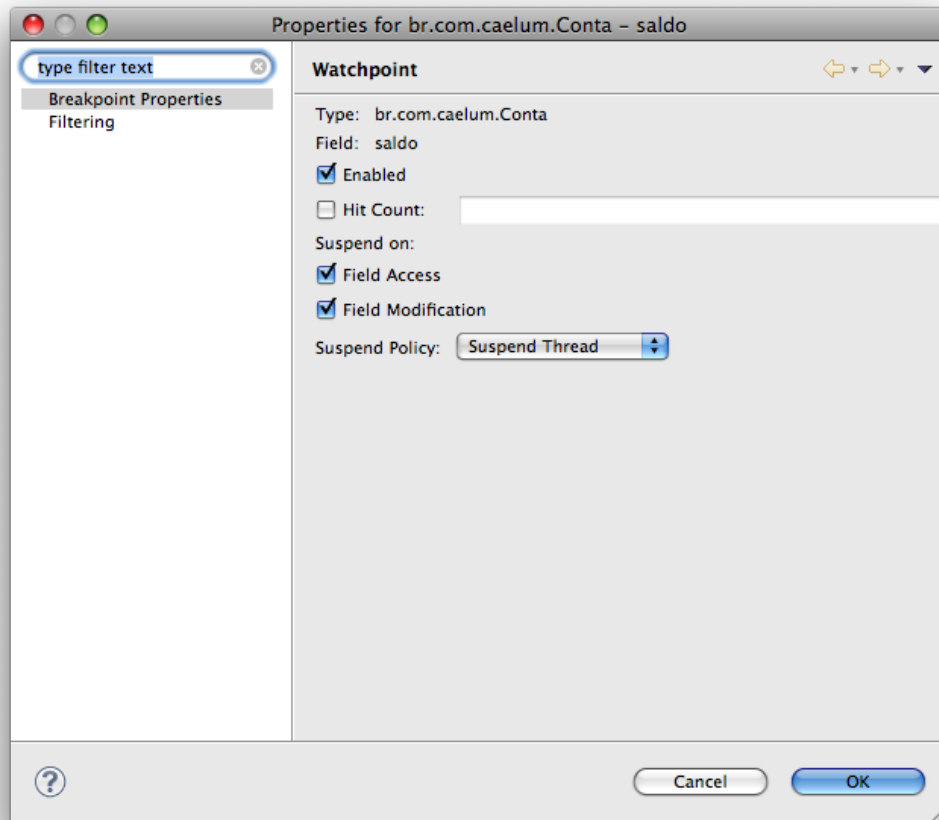 Properties for br.com.caelum.Conta – saldo
type filter text
Breakpoint Properties
Filtering
Watchpoint
Type: br.com.caelum.Conta
Field: saldo
Enabled
Hit Count:
Suspend on:
Field Access
Field Modification
Suspend Policy: Suspend Thread
?
Cancel OK